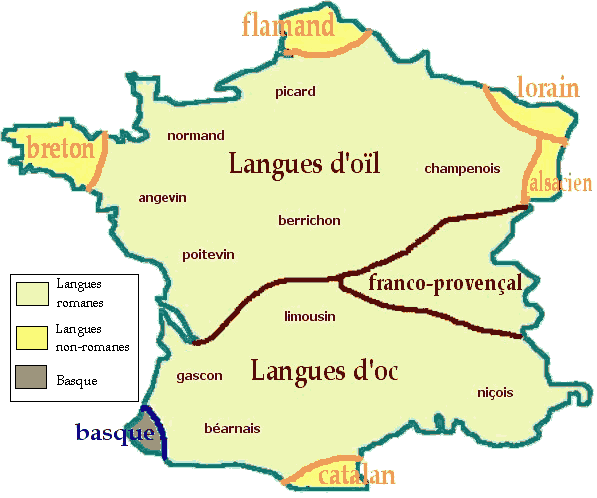 flamand
lorain
picard
normand
breton
Langues d'oïl
champenois
alsacien
angevin
berrichon
poitevin
franco-provençal
Langues
romanes
Langues
non-romanes
Basque
limousin
gascon
Langues d'oc
niçois
basque
béarnais
catalan